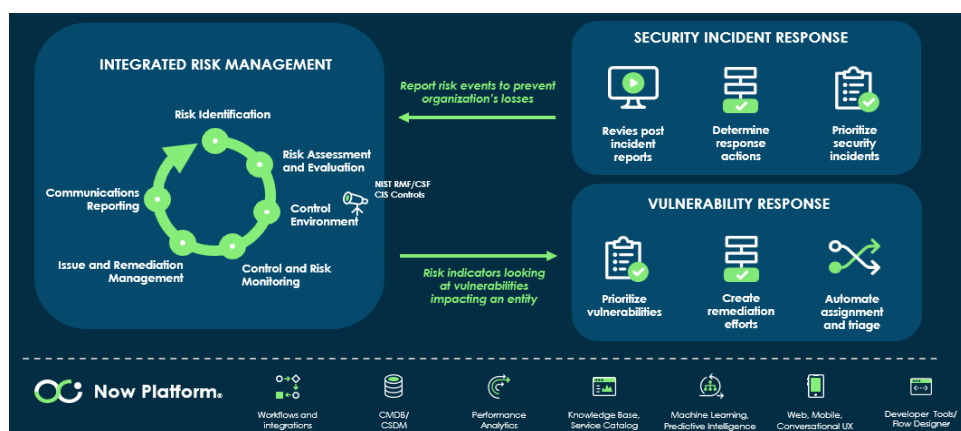 INTEGRATED RISK MANAGEMENT
Risk Identification
Risk Assessment
and Evaluation
NIST RMF/CSF
CIS Controls
Control
Environment
Control and Risk
Monitoring
Issue and Remediation
Management
Communications
Reporting
Report risk events to prevent
organization's losses
Risk indicators looking
at vulnerabilities
impacting an entity
SECURITY INCIDENT RESPONSE
Revies post
incident
reports
Determine
response
actions
Prioritize
security
incidents
VULNERABILITY RESPONSE
Prioritize
vulnerabilities
Create
remediation
efforts
Automate
assignment
and triage
Now Platform®
Workflows and
integrations
CMDB/
CSDM
Performance
Analytics
Knowledge Base,
Service Catalog
Machine Learning,
Predictive Intelligence
Web, Mobile,
Conversational UX
Developer Tools/
Flow Designer